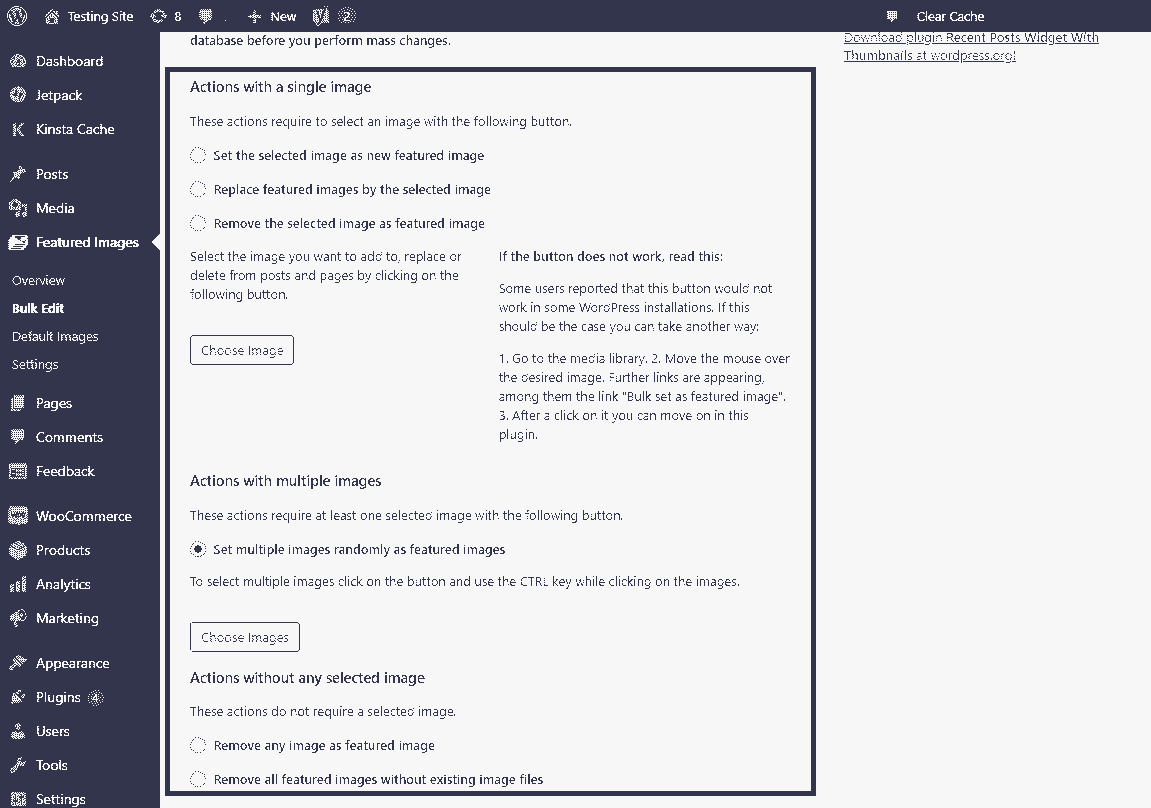 Testing Site
8
.
New
2
Clear Cache
Dashboard
Jetpack
Kinsta Cache
Posts
Media
Featured Images
Overview
Bulk Edit
Default Images
Settings
Pages
Comments
Feedback
WooCommerce
Products
Analytics
Marketing
Appearance
Plugins 4
Users
Tools
Settings
database before you perform mass changes.
Actions with a single image
These actions require to select an image with the following button.
Set the selected image as new featured image
Replace featured images by the selected image
Remove the selected image as featured image
Select the image you want to add to, replace or
delete from posts and pages by clicking on the
following button.
Choose Image
If the button does not work, read this:
Some users reported that this button would not
work in some WordPress installations. If this
should be the case you can take another way:
1. Go to the media library. 2. Move the mouse over
the desired image. Further links are appearing,
among them the link "Bulk set as featured image".
3. After a click on it you can move on in this
plugin.
Actions with multiple images
These actions require at least one selected image with the following button.
Set multiple images randomly as featured images
To select multiple images click on the button and use the CTRL key while clicking on the images.
Choose Images
Actions without any selected image
These actions do not require a selected image.
Remove any image as featured image
Remove all featured images without existing image files
Download plugin Recent Posts Widget With
Thumbnails at wordpress.org!